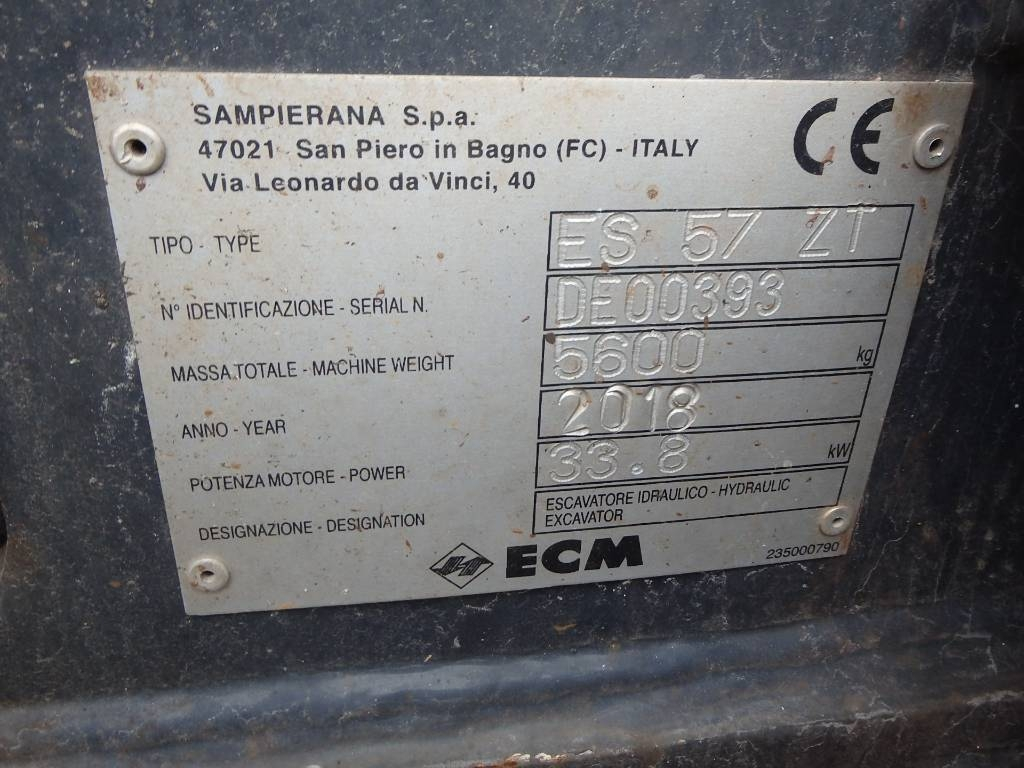 SAMPIERANA S.p.a.
47021 San Piero in Bagno (FC) - ITALY
Via Leonardo da Vinci, 40
CE
TIPO - TYPE ES 57 ZT
N° IDENTIFICAZIONE - SERIAL N. DE00393
MASSA TOTALE - MACHINE WEIGHT 5600 kg
ANNO - YEAR 2018
POTENZA MOTORE - POWER 33.8 kW
DESIGNAZIONE - DESIGNATION ESCAVATORE IDRAULICO - HYDRAULIC
EXCAVATOR
ECM
235000790